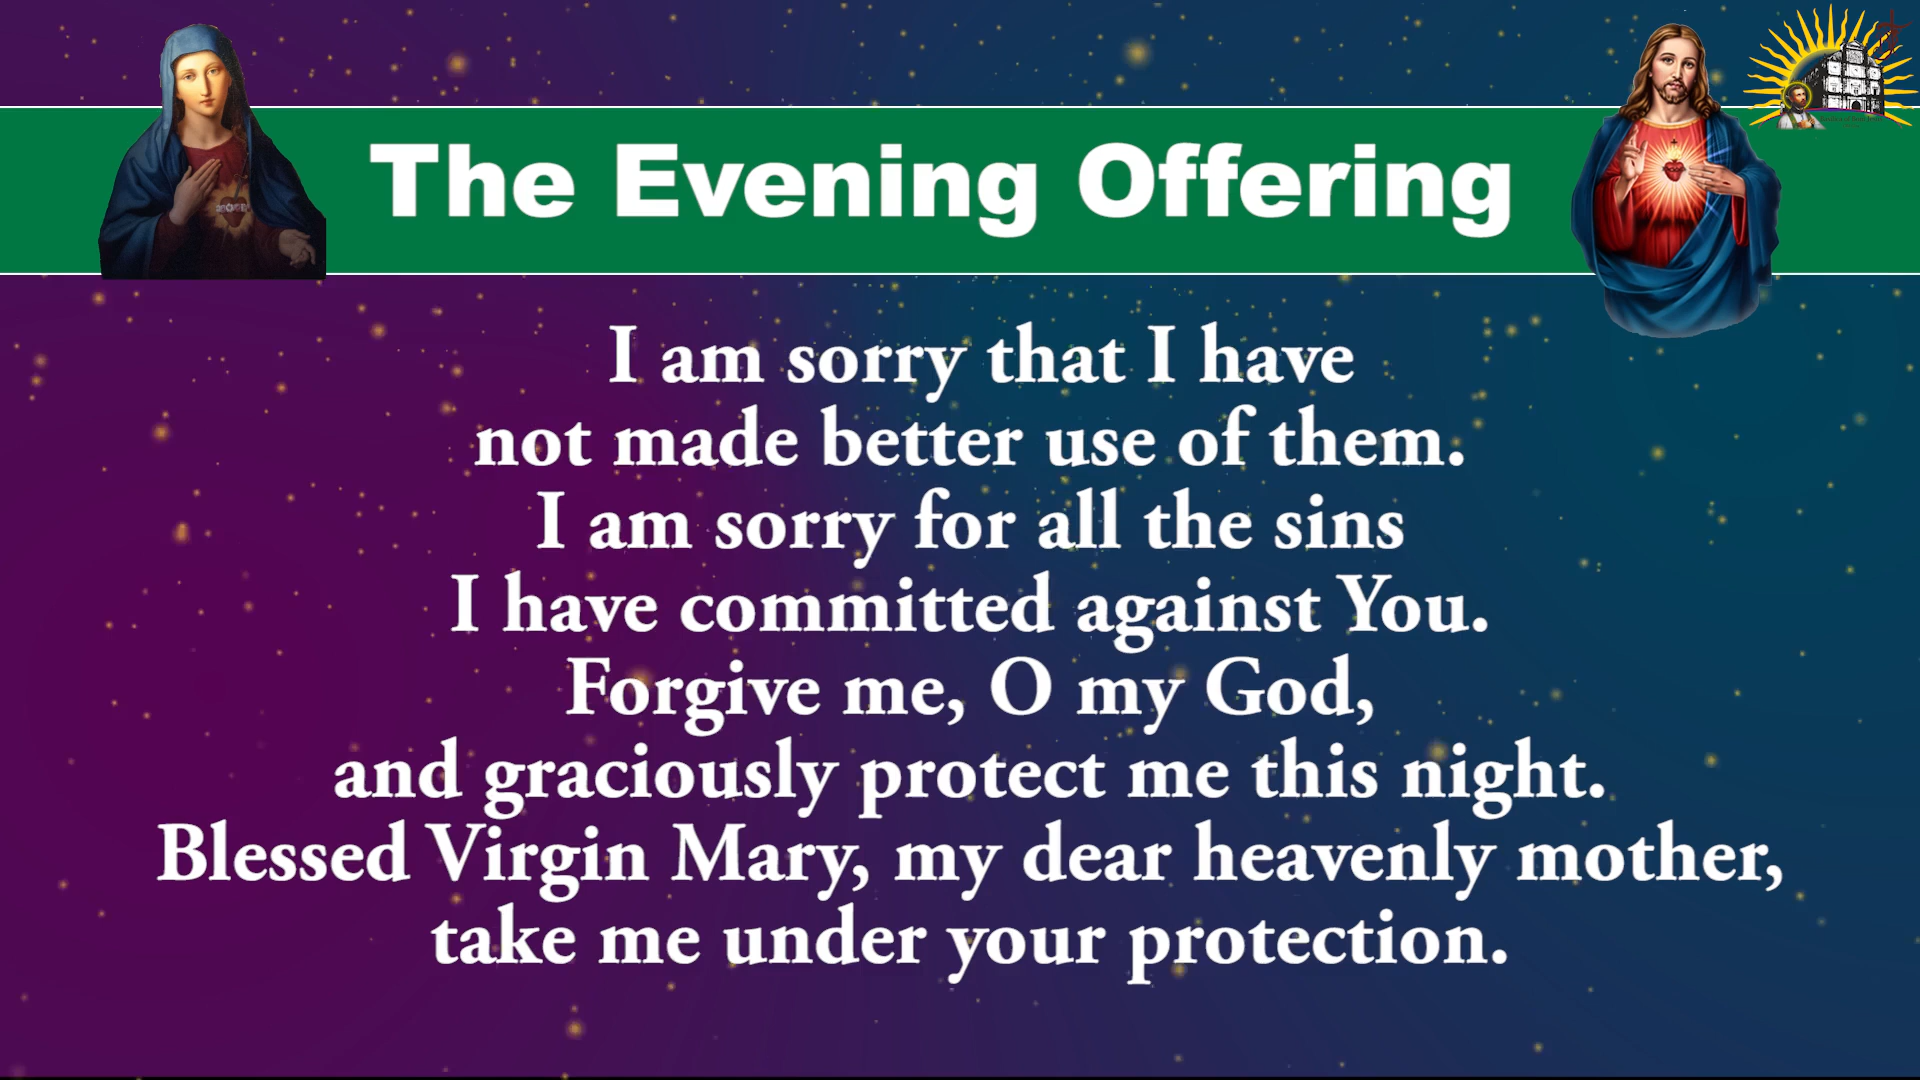 The Evening Offering
I am sorry that I have
not made better use of them.
I am sorry for all the sins
I have committed against You.
Forgive me, O my God,
and graciously protect me this night.
Blessed Virgin Mary, my dear heavenly mother,
take me under your protection.